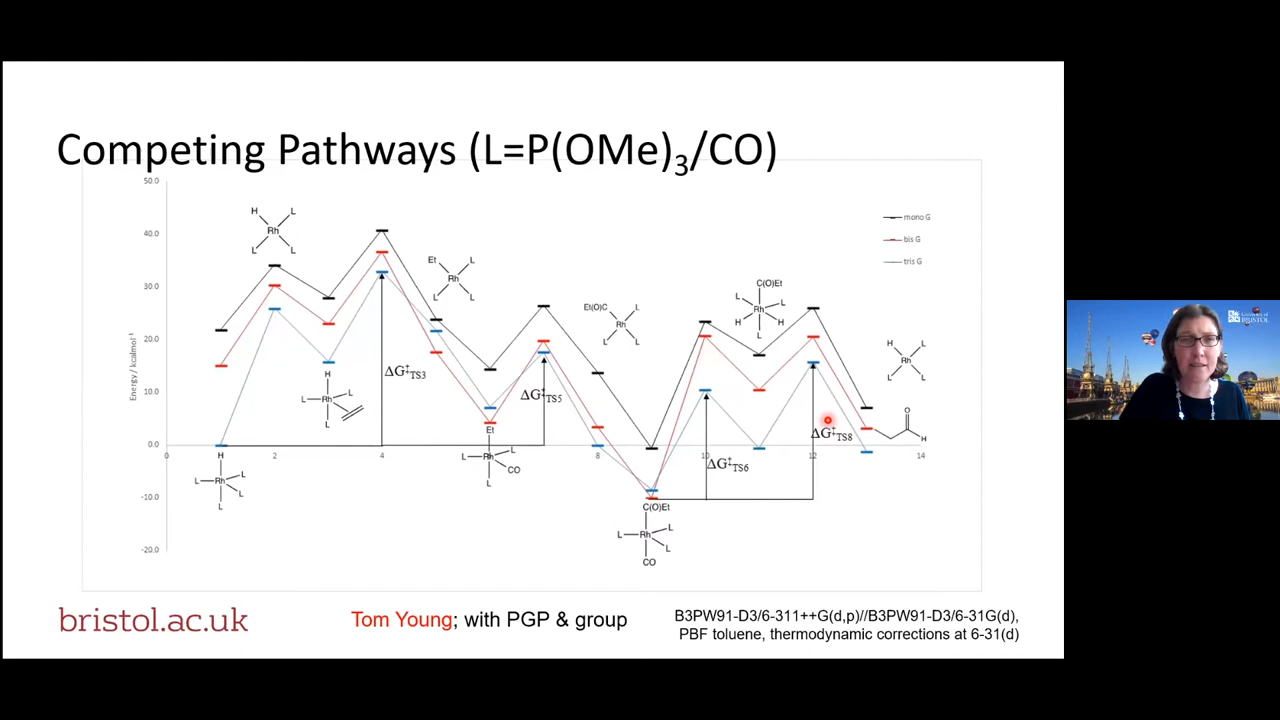 Competing Pathways (L=P(OMe)₃/CO)
50.0
40.0
30.0
20.0
10.0
0.0
-10.0
-20.0
Energy / kcalmol⁻¹
0
2
4
8
10
12
14
mono G
bis G
tris G
H
L
Rh
L
L
Et
L
Rh
L
L
Et(O)C
L
Rh
L
L
C(O)Et
L
L
Rh
H
H
L
H
L
Rh
L
L
O
H
H
L
Rh
L
L
ΔG‡TS3
ΔG‡TS5
ΔG‡TS6
ΔG‡TS8
Et
L
L
Rh
CO
L
H
L
L
Rh
L
L
C(O)Et
L
L
Rh
L
CO
bristol.ac.uk
Tom Young; with PGP & group
B3PW91-D3/6-311++G(d,p)//B3PW91-D3/6-31G(d),
PBF toluene, thermodynamic corrections at 6-31(d)
University of
BRISTOL